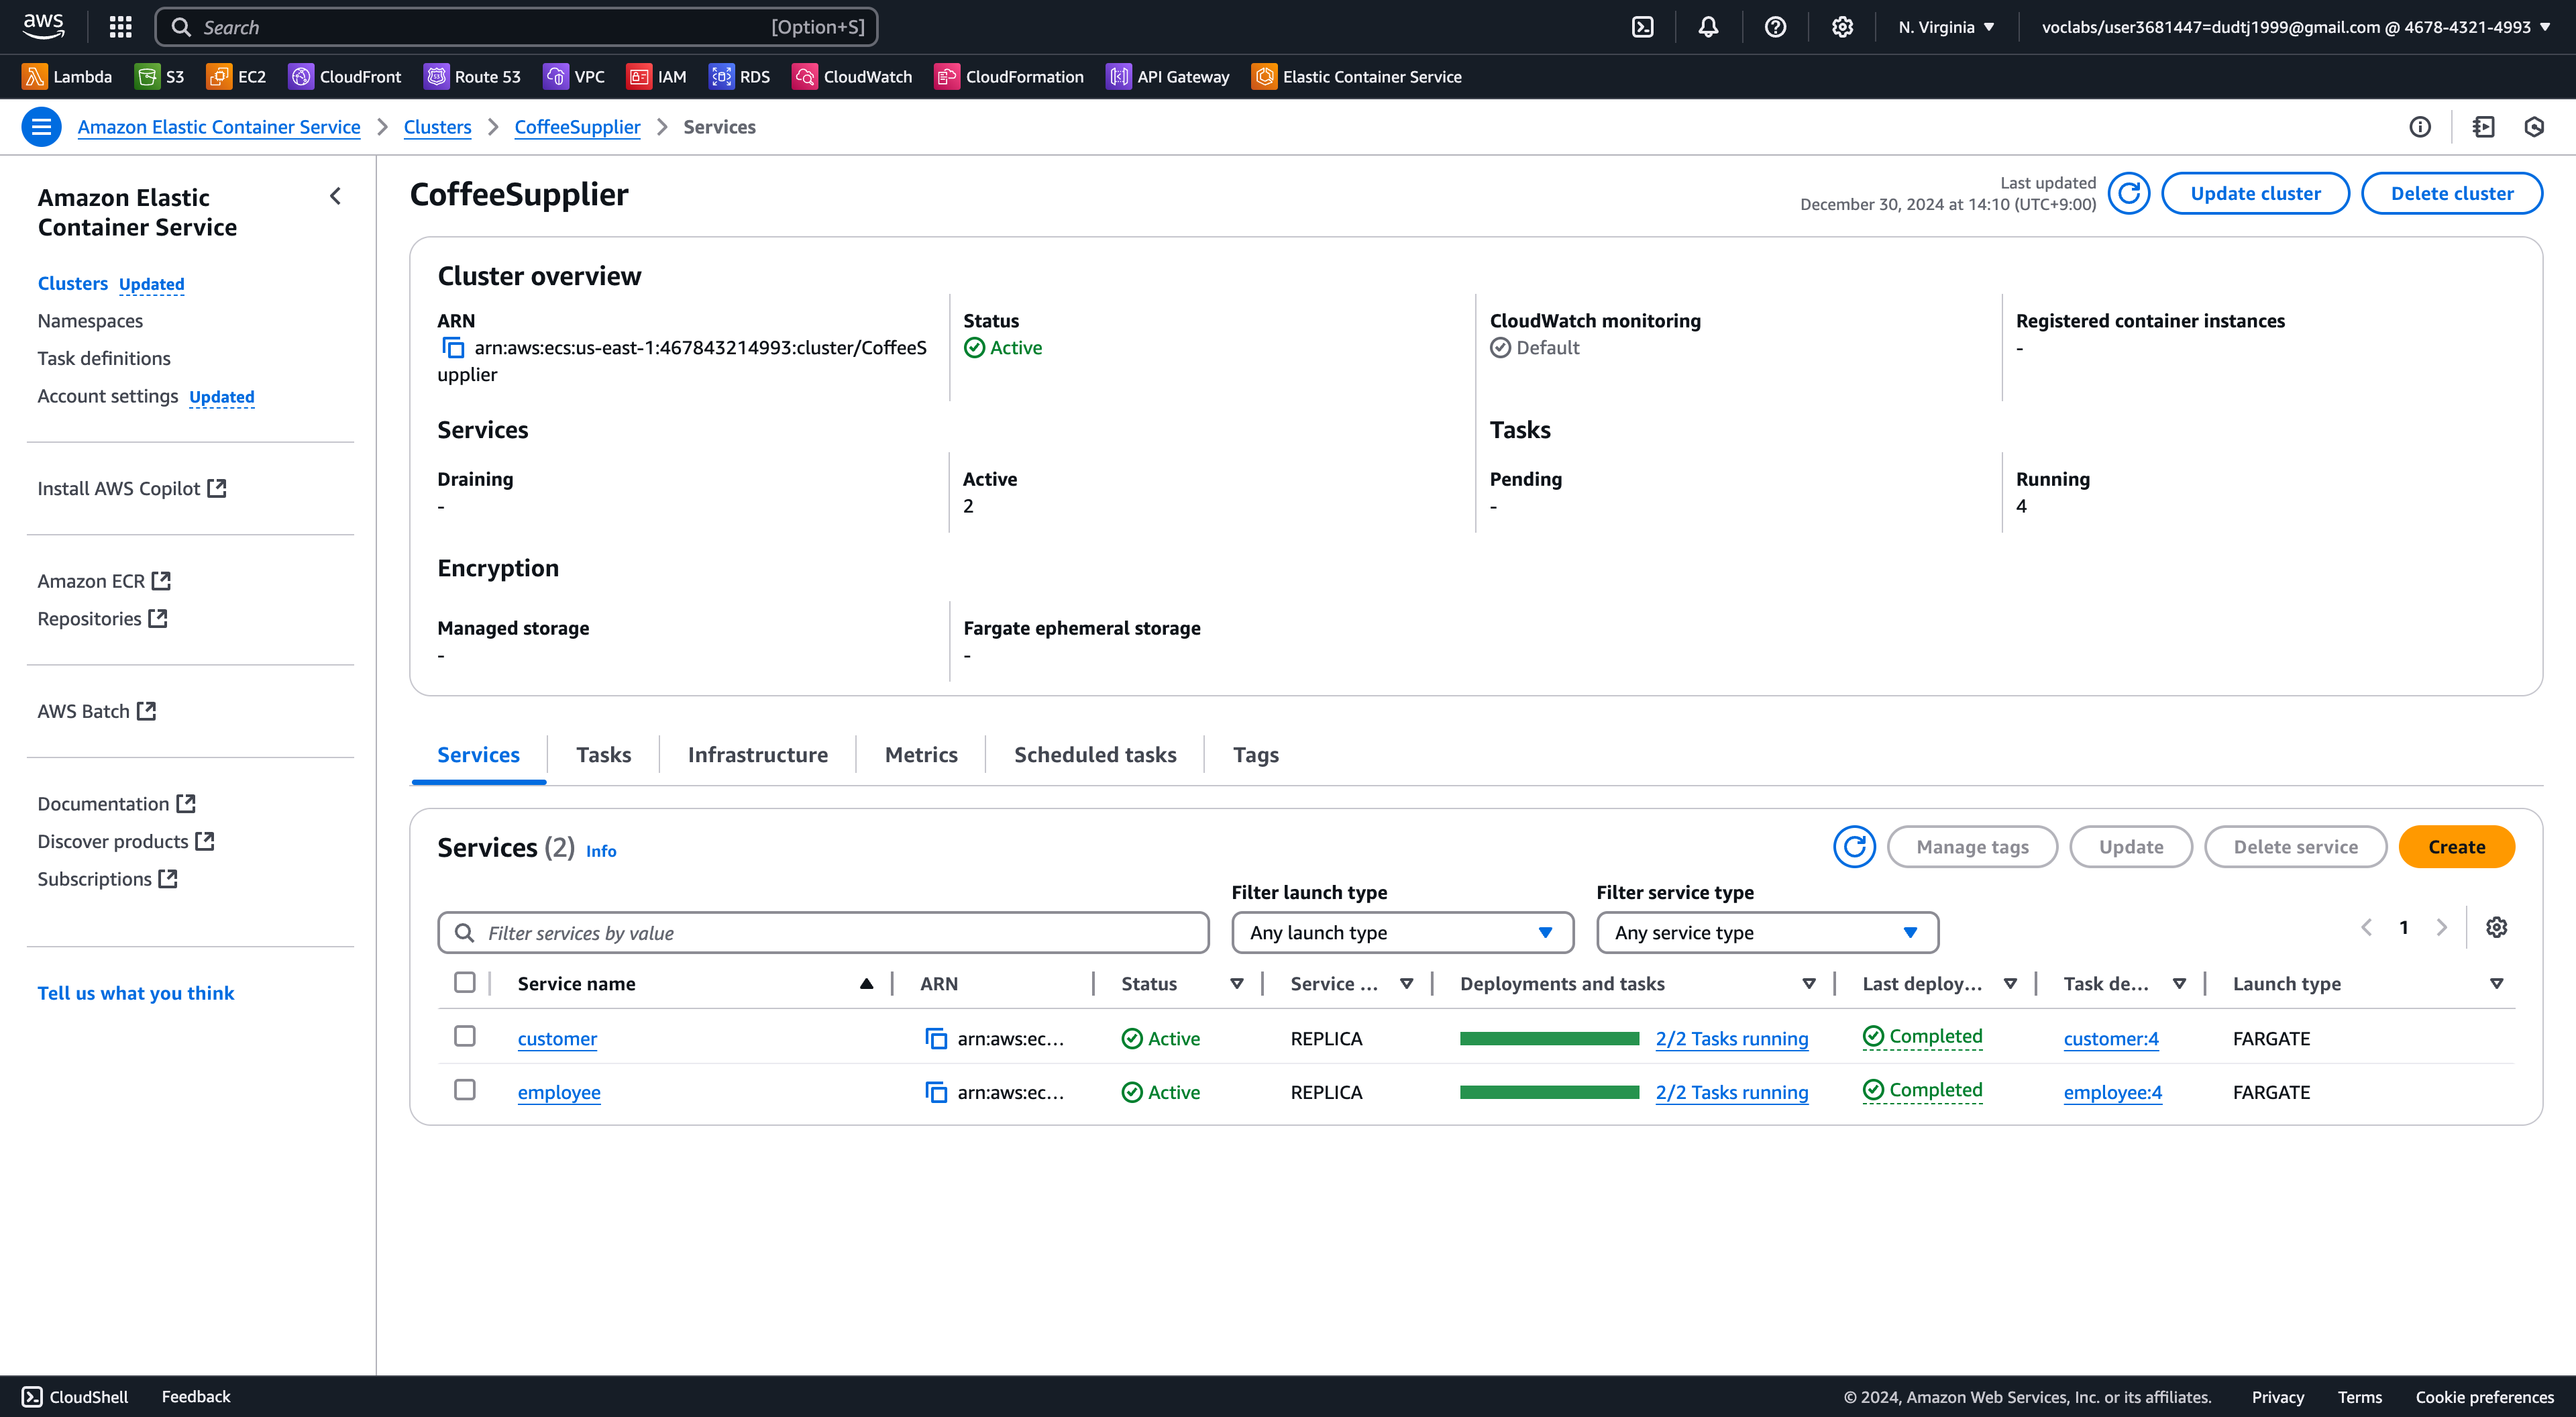 aws
Search [Option+S]
N. Virginia
voclabs/user3681447=dudtj1999@gmail.com @ 4678-4321-4993
Lambda S3 EC2 CloudFront Route 53 VPC IAM RDS CloudWatch CloudFormation API Gateway Elastic Container Service
Amazon Elastic Container Service Clusters CoffeeSupplier Services
Amazon Elastic
Container Service
Clusters Updated
Namespaces
Task definitions
Account settings Updated
Install AWS Copilot
Amazon ECR
Repositories
AWS Batch
Documentation
Discover products
Subscriptions
Tell us what you think
CoffeeSupplier
Last updated
December 30, 2024 at 14:10 (UTC+9:00)
Update cluster
Delete cluster
Cluster overview
ARN
arn:aws:ecs:us-east-1:467843214993:cluster/CoffeeS
upplier
Status
Active
CloudWatch monitoring
Default
Registered container instances
-
Services
Draining
-
Active
2
Tasks
Pending
-
Running
4
Encryption
Managed storage
-
Fargate ephemeral storage
-
Services Tasks Infrastructure Metrics Scheduled tasks Tags
Services (2) Info
Manage tags Update Delete service Create
Filter launch type
Filter service type
Filter services by value
Any launch type
Any service type
1
Service name ARN Status Service ... Deployments and tasks Last deploy... Task de... Launch type
customer arn:aws:ec... Active REPLICA 2/2 Tasks running Completed customer:4 FARGATE
employee arn:aws:ec... Active REPLICA 2/2 Tasks running Completed employee:4 FARGATE
CloudShell Feedback
© 2024, Amazon Web Services, Inc. or its affiliates. Privacy Terms Cookie preferences